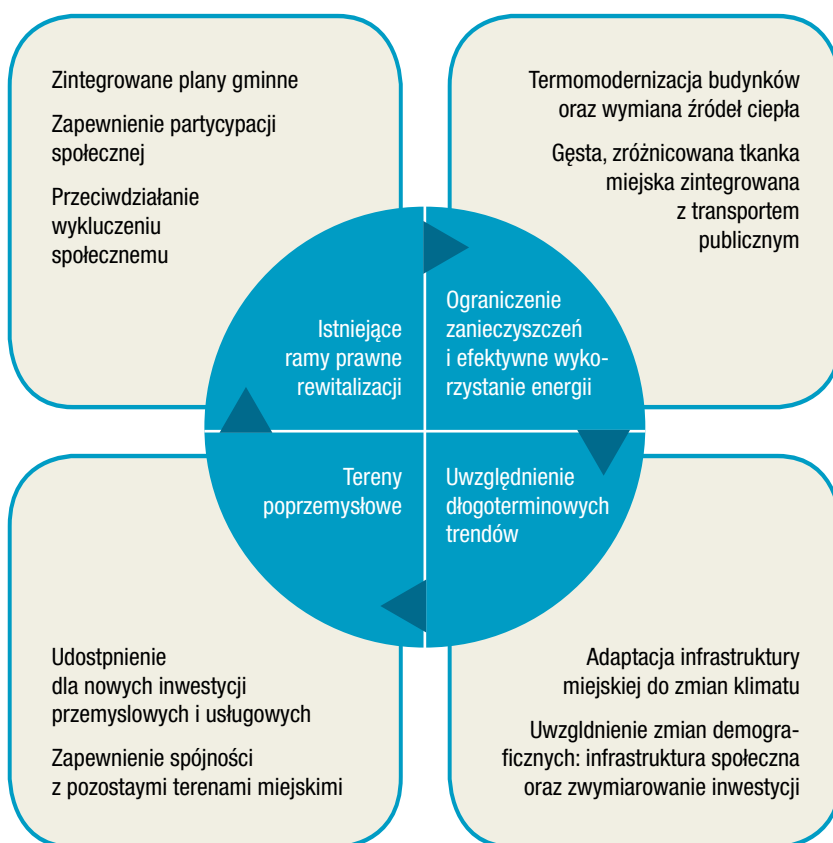 Zintegrowane plany gminne
Zapewnienie partycypacji
społecznej
Przeciwdziałanie
wykluczeniu
społecznemu
Termomodernizacja budynków
oraz wymiana źródeł ciepła
Gęsta, zróżnicowana tkanka
miejska zintegrowana
z transportem
publicznym
Istniejące
ramy prawne
rewitalizacji
Ograniczenie
zanieczyszczeń
i efektywne wyko-
rzystanie energii
Tereny
poprzemysłowe
Uwzględnienie
długoterminowych
trendów
Udostpnienie
dla nowych inwestycji
przemyslowych i usługowych
Zapewnienie spójności
z pozostaymi terenami miejskimi
Adaptacja infrastruktury
miejskiej do zmian klimatu
Uwzgldnienie zmian demogra-
ficznych: infrastruktura społeczna
oraz zwymiarowanie inwestycji